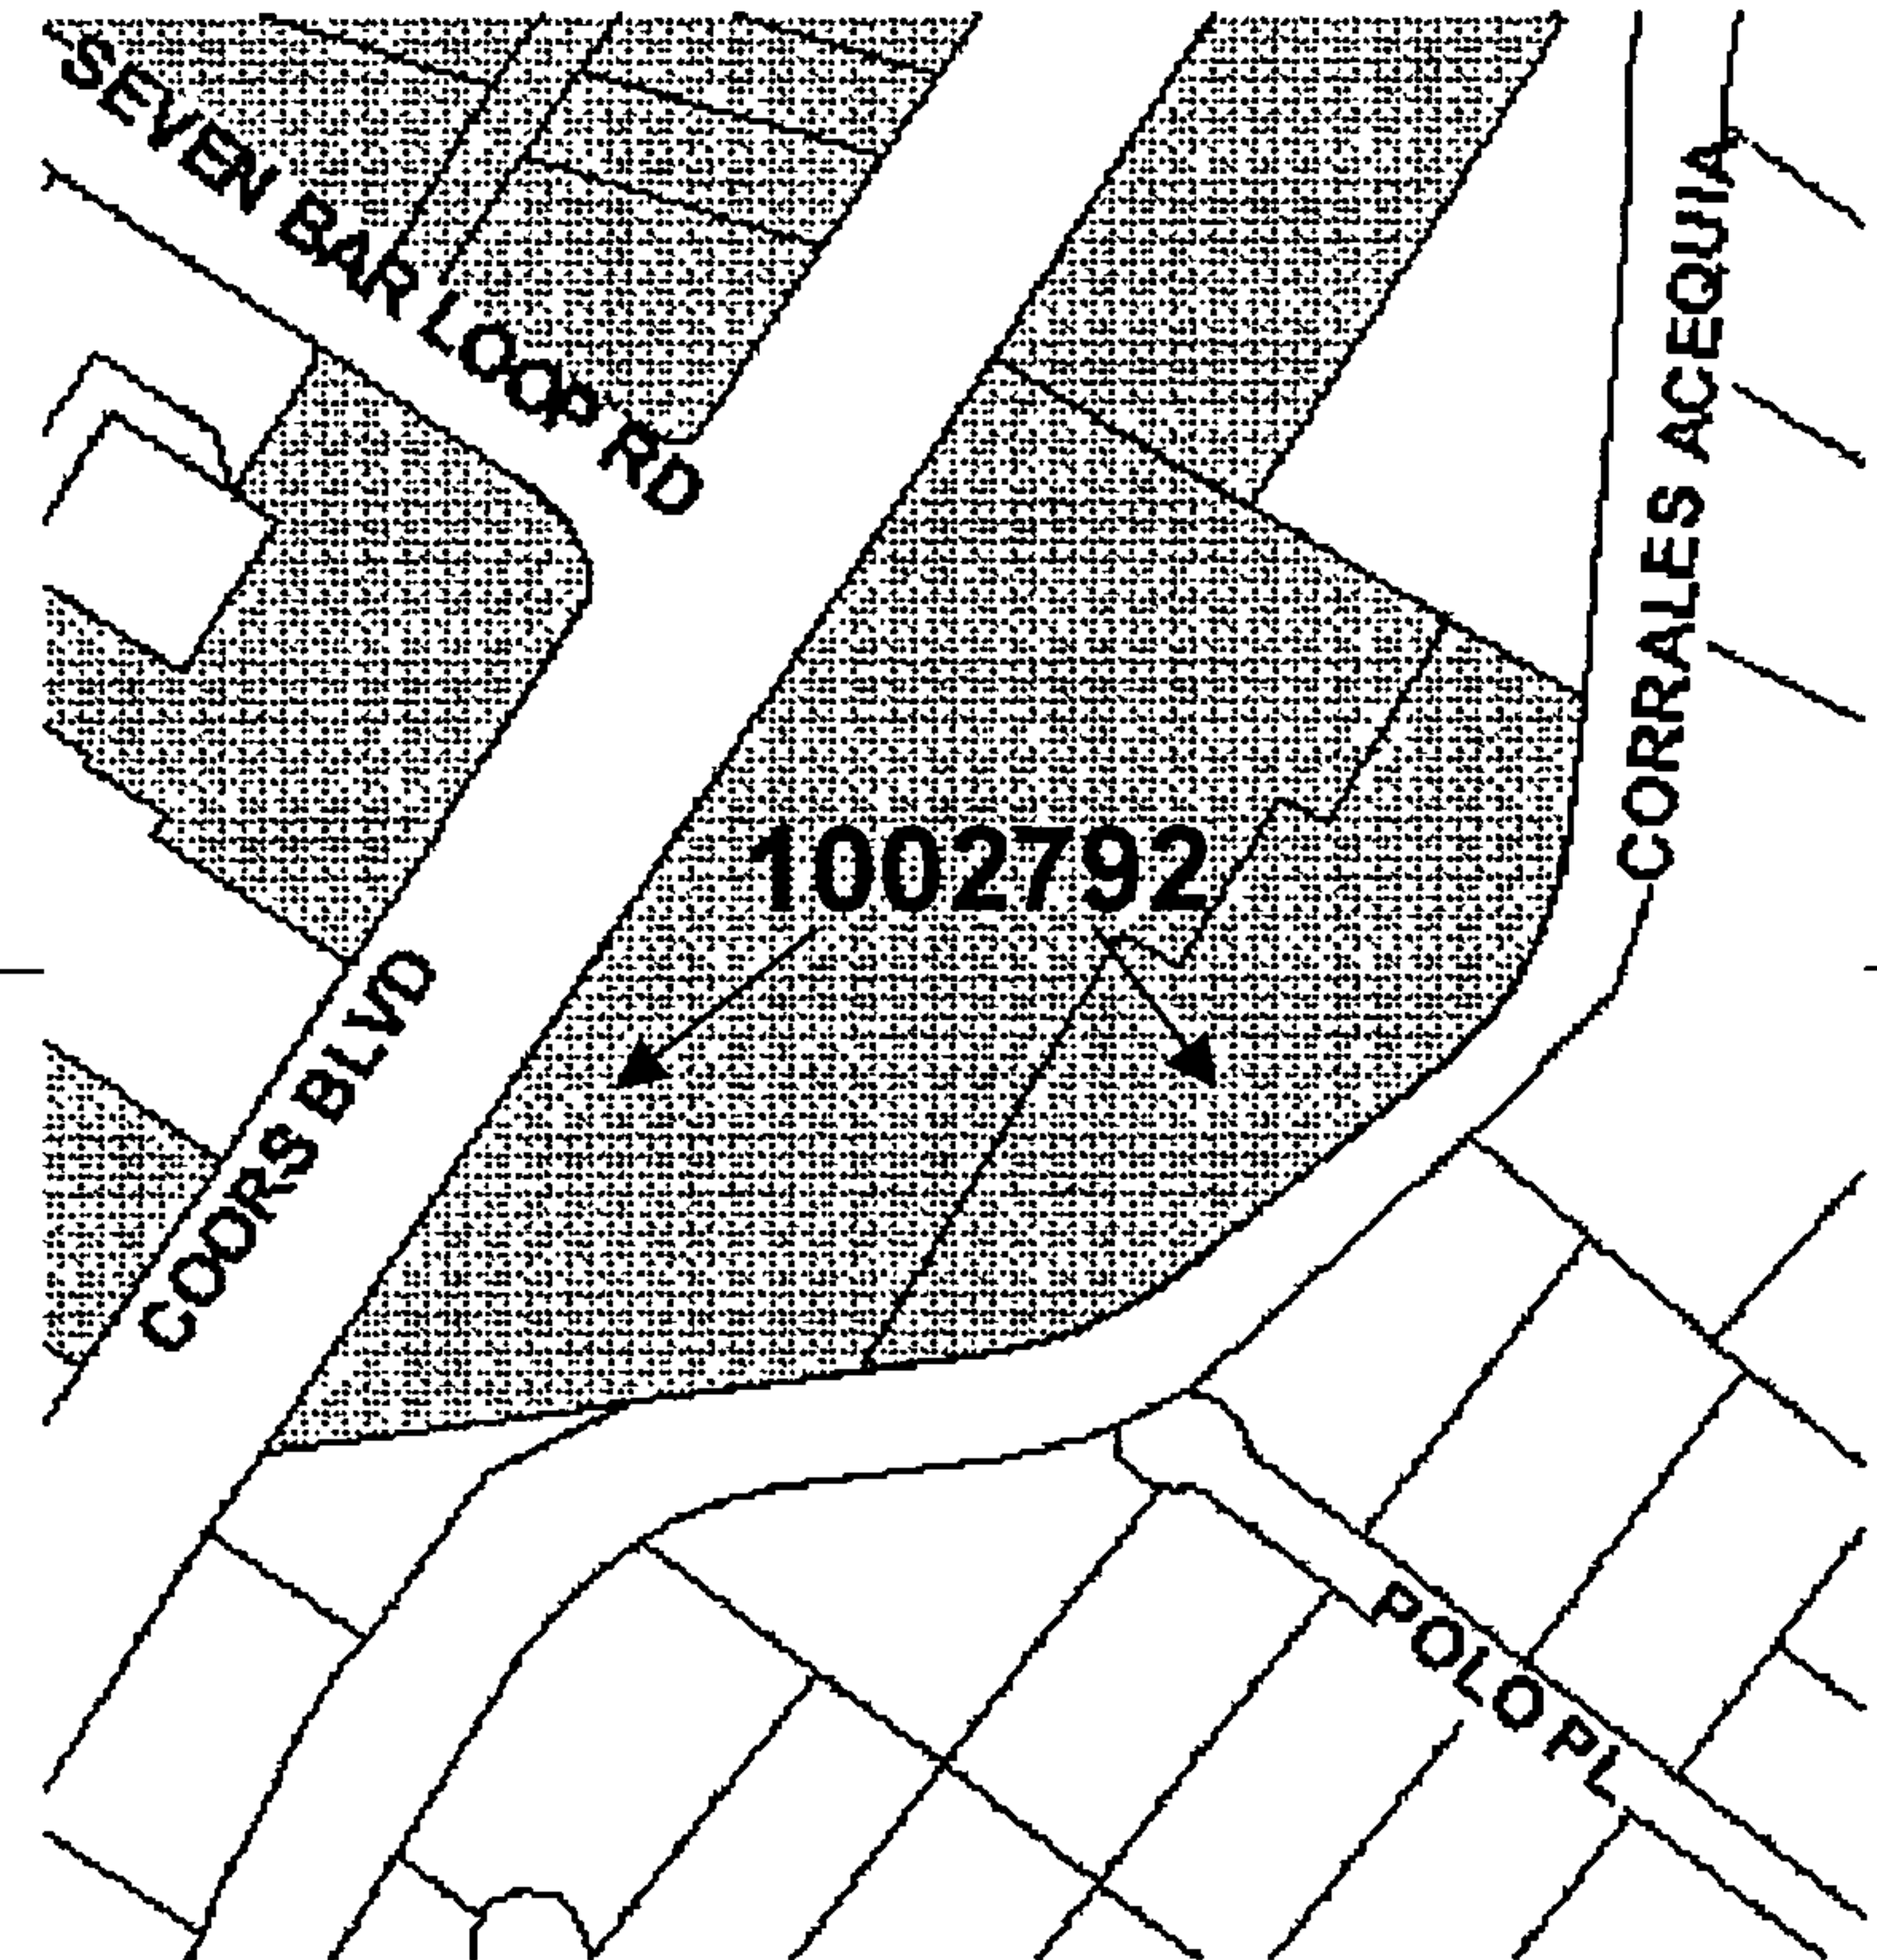 SEVEN BAR LOOP RD
CORRALES ACEQUIA
1002792
COORS BLVD
POLO PL